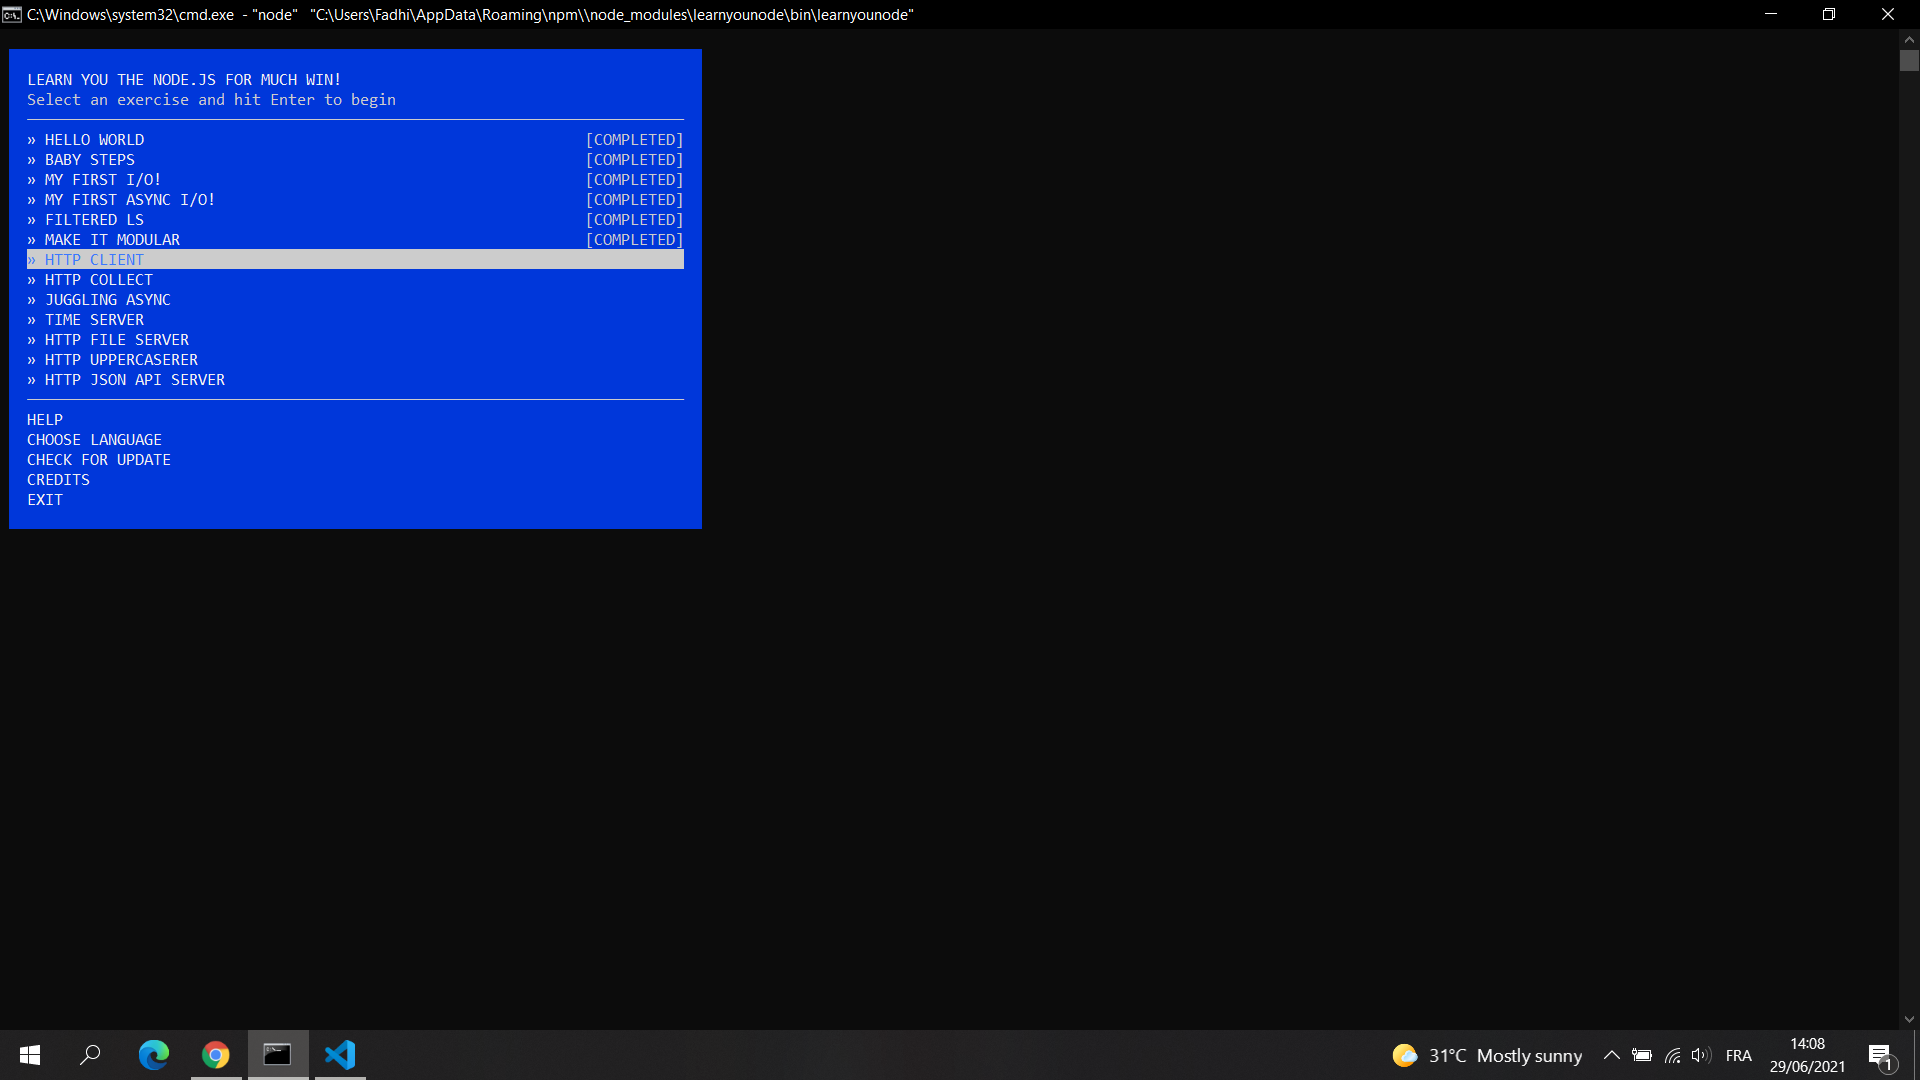 C:\Windows\system32\cmd.exe - "node" "C:\Users\Fadhi\AppData\Roaming\npm\\node_modules\learnyounode\bin\learnyounode"
LEARN YOU THE NODE.JS FOR MUCH WIN!
Select an exercise and hit Enter to begin
» HELLO WORLD [COMPLETED]
» BABY STEPS [COMPLETED]
» MY FIRST I/O! [COMPLETED]
» MY FIRST ASYNC I/O! [COMPLETED]
» FILTERED LS [COMPLETED]
» MAKE IT MODULAR [COMPLETED]
» HTTP CLIENT
» HTTP COLLECT
» JUGGLING ASYNC
» TIME SERVER
» HTTP FILE SERVER
» HTTP UPPERCASERER
» HTTP JSON API SERVER
HELP
CHOOSE LANGUAGE
CHECK FOR UPDATE
CREDITS
EXIT
31°C Mostly sunny
FRA
14:08
29/06/2021
1